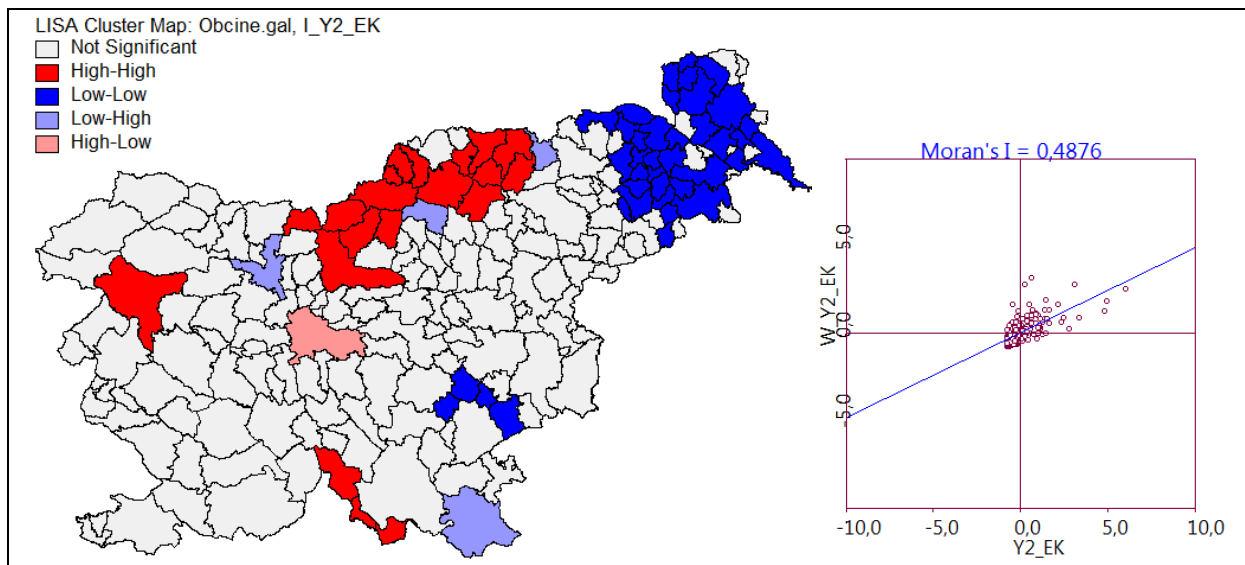 LISA Cluster Map: Obcine.gal, I_Y2_EK
Not Significant
High-High
Low-Low
Low-High
High-Low
Moran's I = 0,4876
5,0
0,0
-5,0
W_Y2_EK
-10,0
-5,0
0,0
5,0
10,0
Y2_EK